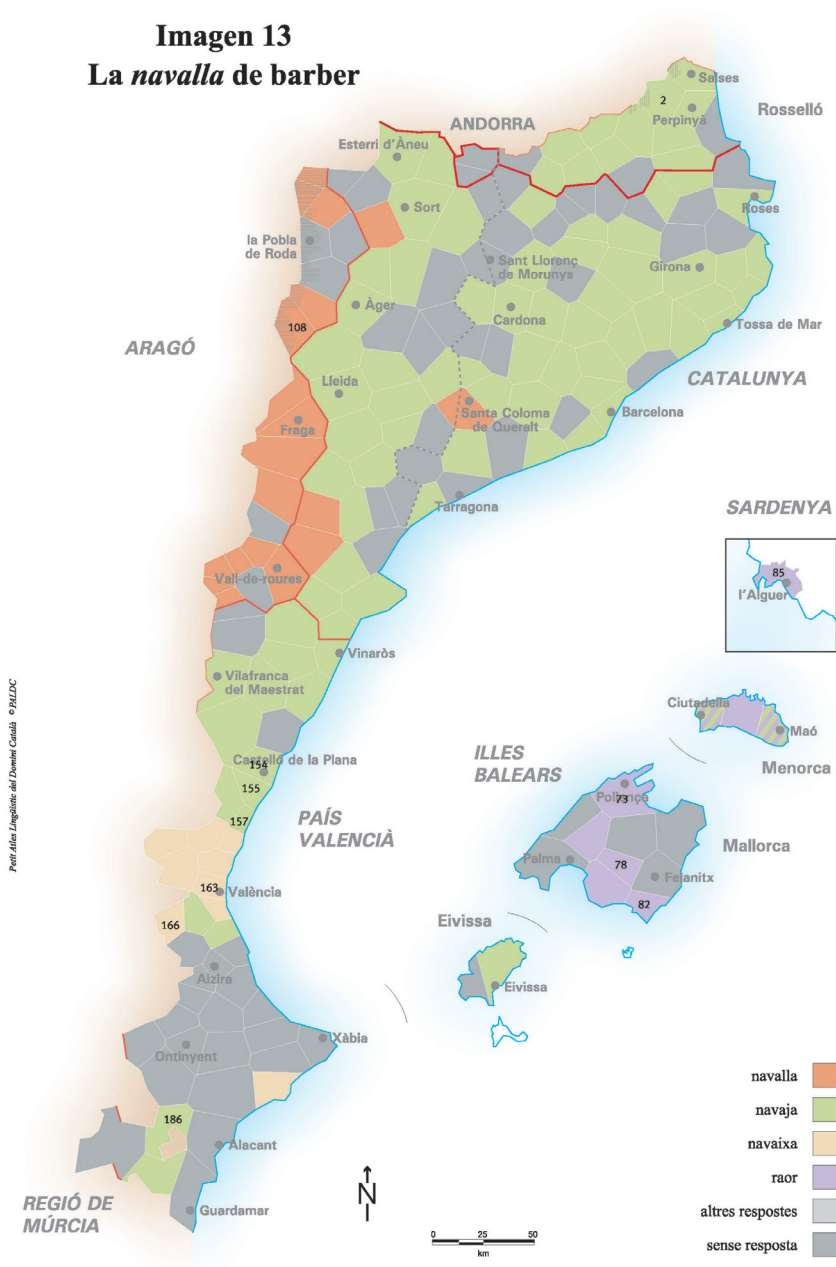 Imagen 13
La navalla de barber
Salses
2
Perpinyà
Rosselló
ANDORRA
Esterri d'Àneu
Sort
Roses
la Pobla
de Roda
Sant Llorenç
de Morunys
Girona
Àger
Cardona
Tossa de Mar
108
ARAGÓ
CATALUNYA
Lleida
Santa Coloma
de Queralt
Barcelona
Fraga
Tarragona
SARDENYA
85
l'Alguer
Vall-de-roures
Vinaròs
Vilafranca
del Maestrat
Ciutadella
Maó
Menorca
154
Castelló de la Plana
155
157
ILLES
BALEARS
Pollença
73
PAÍS
VALENCIÀ
Mallorca
Palma
78
Felanitx
82
163
València
166
Eivissa
Eivissa
Alzira
Xàbia
Ontinyent
186
Alacant
REGIÓ DE
MÚRCIA
Guardamar
N
0 25 50
km
navalla
navaja
navaixa
raor
altres respostes
sense resposta
Petit Atles Lingüístic del Domini Català © PALDC